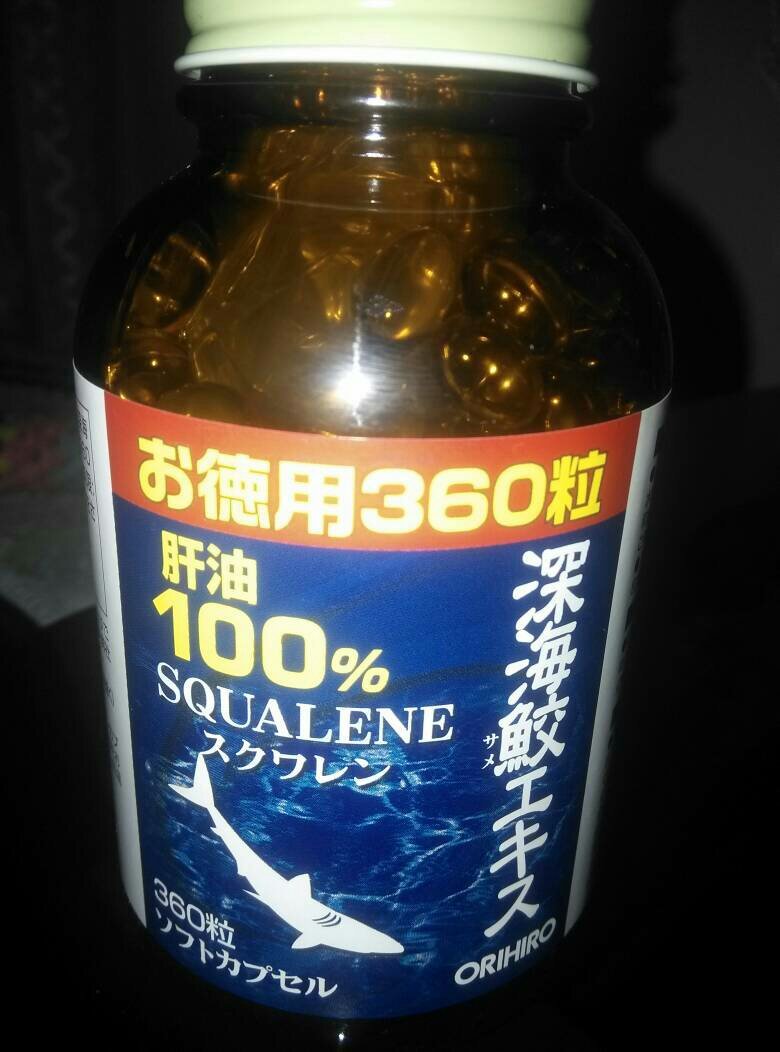 お徳用360粒
肝油
100%
SQUALENE
スクワレン
深海鮫エキス
サメ
360粒
ソフトカプセル
ORIHIRO